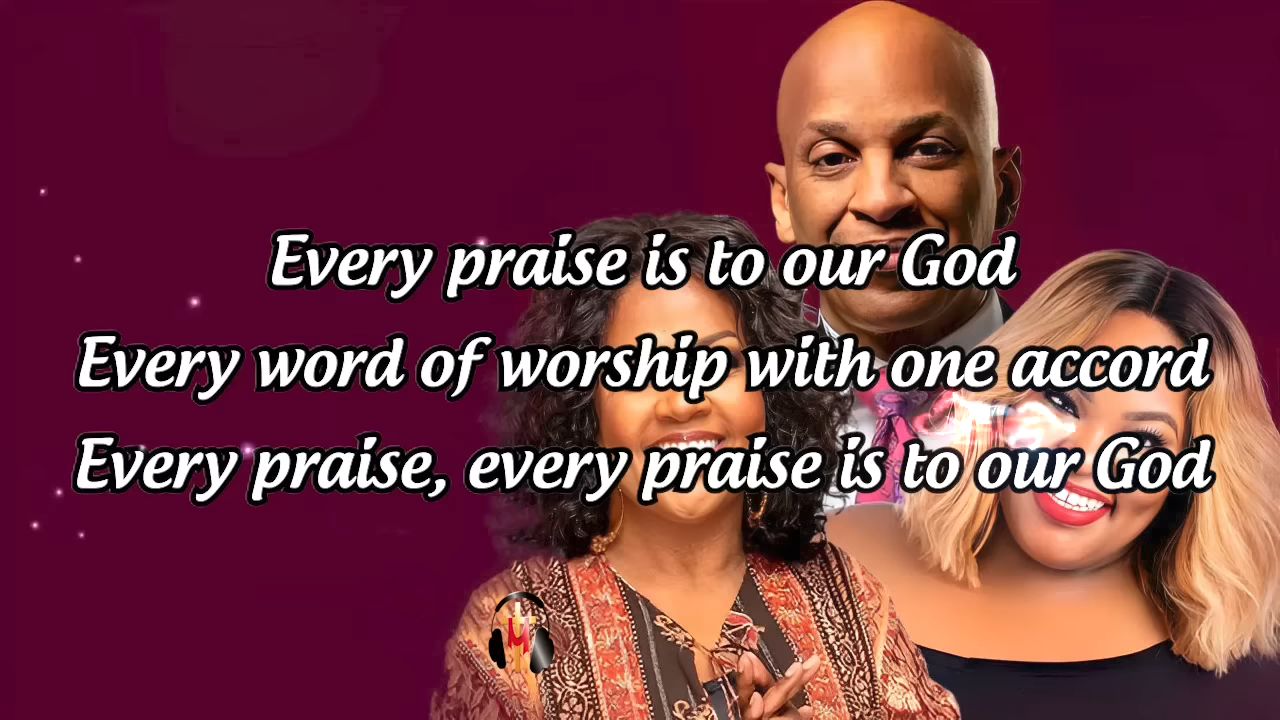 Every praise is to our God
Every word of worship with one accord
Every praise, every praise is to our God